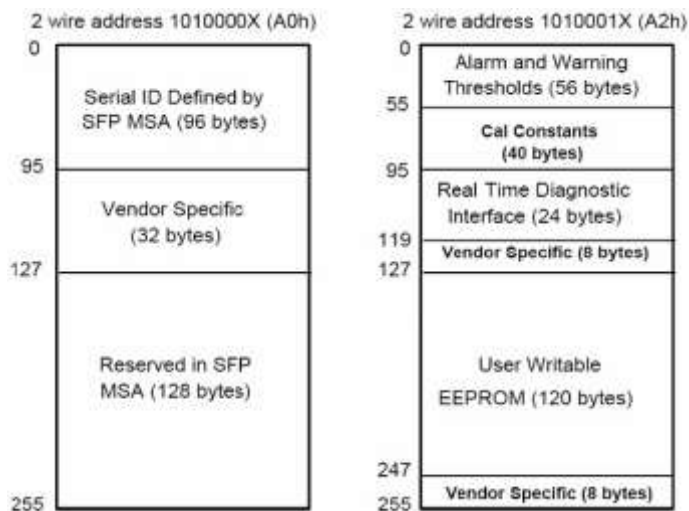 2 wire address 1010000X (A0h)
0
Serial ID Defined by
SFP MSA (96 bytes)
95
Vendor Specific
(32 bytes)
127
Reserved in SFP
MSA (128 bytes)
255
2 wire address 1010001X (A2h)
0
Alarm and Warning
Thresholds (56 bytes)
55
Cal Constants
(40 bytes)
95
Real Time Diagnostic
Interface (24 bytes)
119
Vendor Specific (8 bytes)
127
User Writable
EEPROM (120 bytes)
247
Vendor Specific (8 bytes)
255